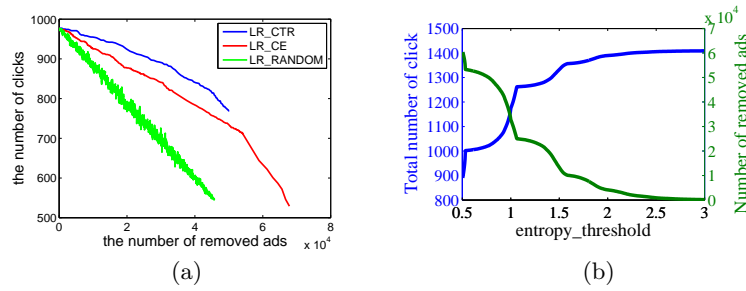 1000
900
800
700
600
500
the number of clicks
LR_CTR
LR_CE
LR_RANDOM
0 2 4 6 8
the number of removed ads
x 10^4
(a)
1500
1400
1300
1200
1100
1000
900
800
Total number of click
x 10^4
7
6
5
4
3
2
1
0
Number of removed ads
0.5 1 1.5 2 2.5 3
entropy_threshold
(b)